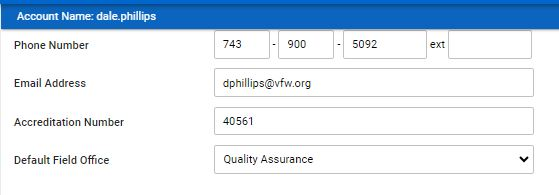 Account Name: dale.phillips
Phone Number 743 - 900 - 5092 ext
Email Address dphillips@vfw.org
Accreditation Number 40561
Default Field Office Quality Assurance